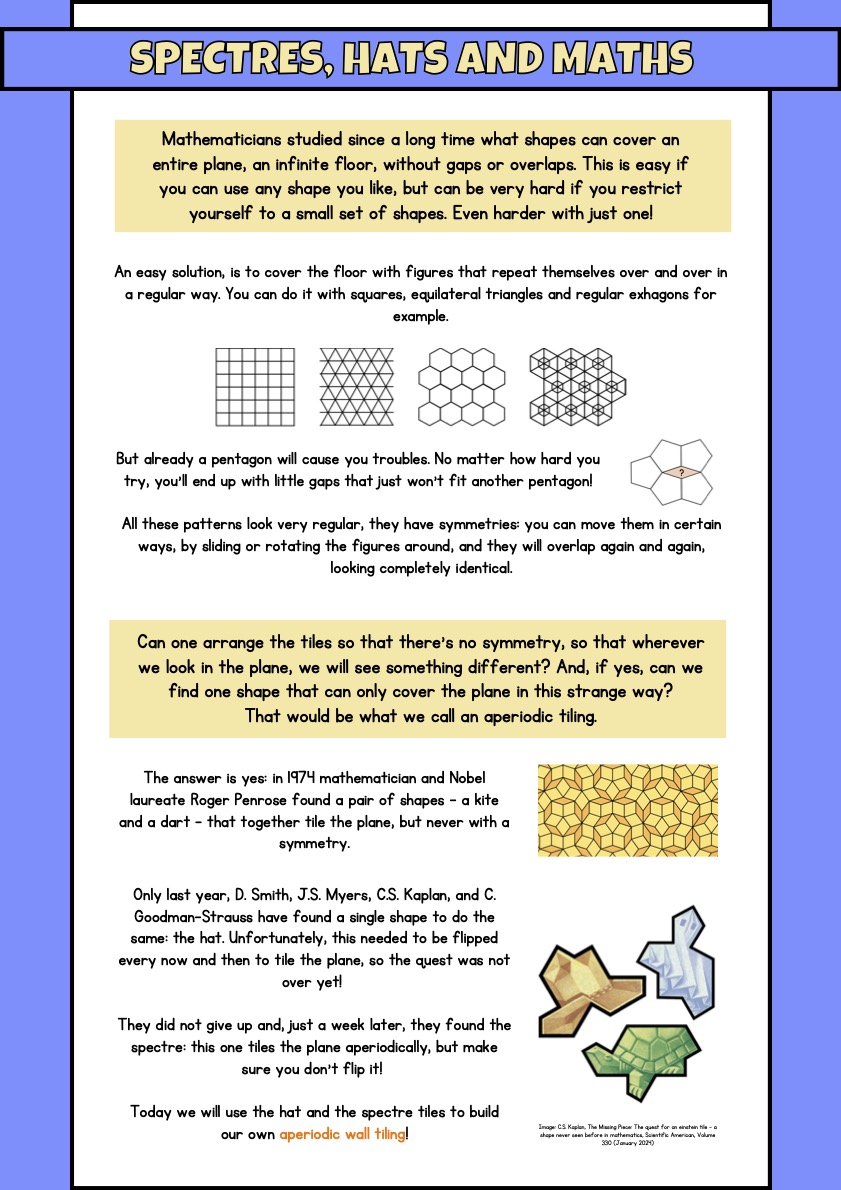 SPECTRES, HATS AND MATHS
Mathematicians studied since a long time what shapes can cover an
entire plane, an infinite floor, without gaps or overlaps. This is easy if
you can use any shape you like, but can be very hard if you restrict
yourself to a small set of shapes. Even harder with just one!
An easy solution, is to cover the floor with figures that repeat themselves over and over in
a regular way. You can do it with squares, equilateral triangles and regular exhagons for
example.
But already a pentagon will cause you troubles. No matter how hard you
try, you'll end up with little gaps that just won't fit another pentagon!
?
All these patterns look very regular, they have symmetries: you can move them in certain
ways, by sliding or rotating the figures around, and they will overlap again and again,
looking completely identical.
Can one arrange the tiles so that there's no symmetry, so that wherever
we look in the plane, we will see something different? And, if yes, can we
find one shape that can only cover the plane in this strange way?
That would be what we call an aperiodic tiling.
The answer is yes: in 1974 mathematician and Nobel
laureate Roger Penrose found a pair of shapes - a kite
and a dart - that together tile the plane, but never with a
symmetry.
Only last year, D. Smith, J.S. Myers, C.S. Kaplan, and C.
Goodman-Strauss have found a single shape to do the
same: the hat. Unfortunately, this needed to be flipped
every now and then to tile the plane, so the quest was not
over yet!
They did not give up and, just a week later, they found the
spectre: this one tiles the plane aperiodically, but make
sure you don't flip it!
Today we will use the hat and the spectre tiles to build
our own aperiodic wall tiling!
Image: C.S. Kaplan, The Missing Piece: The quest for an einstein tile - a
shape never seen before in mathematics, Scientific American, Volume
330 (January 2024)